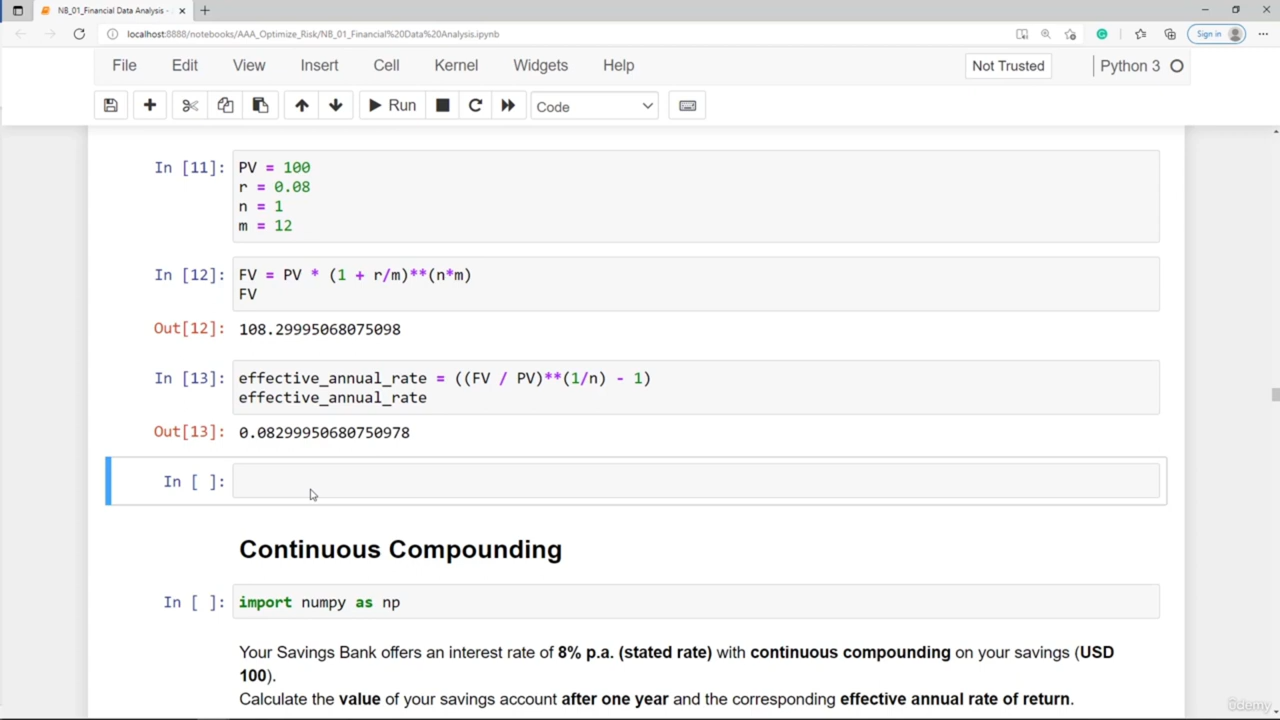 NB_01_Financial Data Analysis -
localhost:8888/notebooks/AAA_Optimize_Risk/NB_01_Financial%20Data%20Analysis.ipynb
Sign in
File Edit View Insert Cell Kernel Widgets Help Not Trusted Python 3
Run Code
In [11]: PV = 100
r = 0.08
n = 1
m = 12
In [12]: FV = PV * (1 + r/m)**(n*m)
FV
Out[12]: 108.29995068075098
In [13]: effective_annual_rate = ((FV / PV)**(1/n) - 1)
effective_annual_rate
Out[13]: 0.08299950680750978
In [ ]:
Continuous Compounding
In [ ]: import numpy as np
Your Savings Bank offers an interest rate of 8% p.a. (stated rate) with continuous compounding on your savings (USD
100).
Calculate the value of your savings account after one year and the corresponding effective annual rate of return.
ûdemy